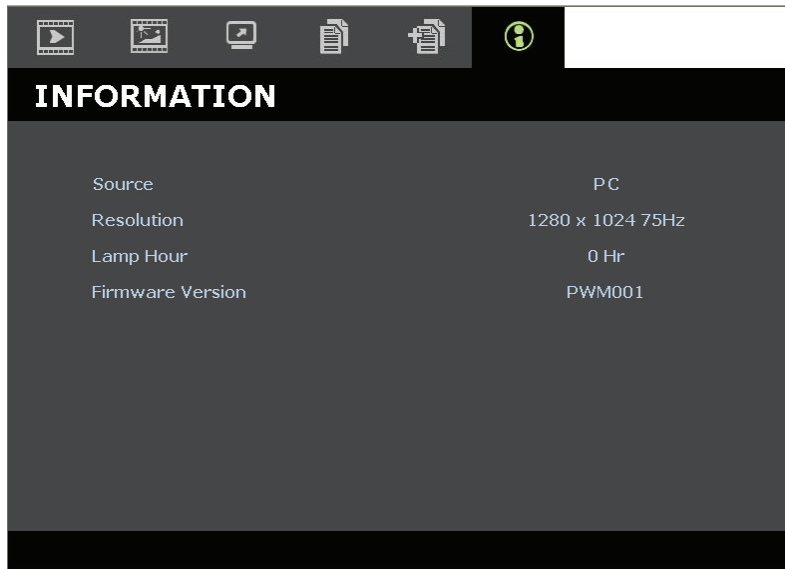 INFORMATION
Source PC
Resolution 1280 x 1024 75Hz
Lamp Hour 0 Hr
Firmware Version PWM001